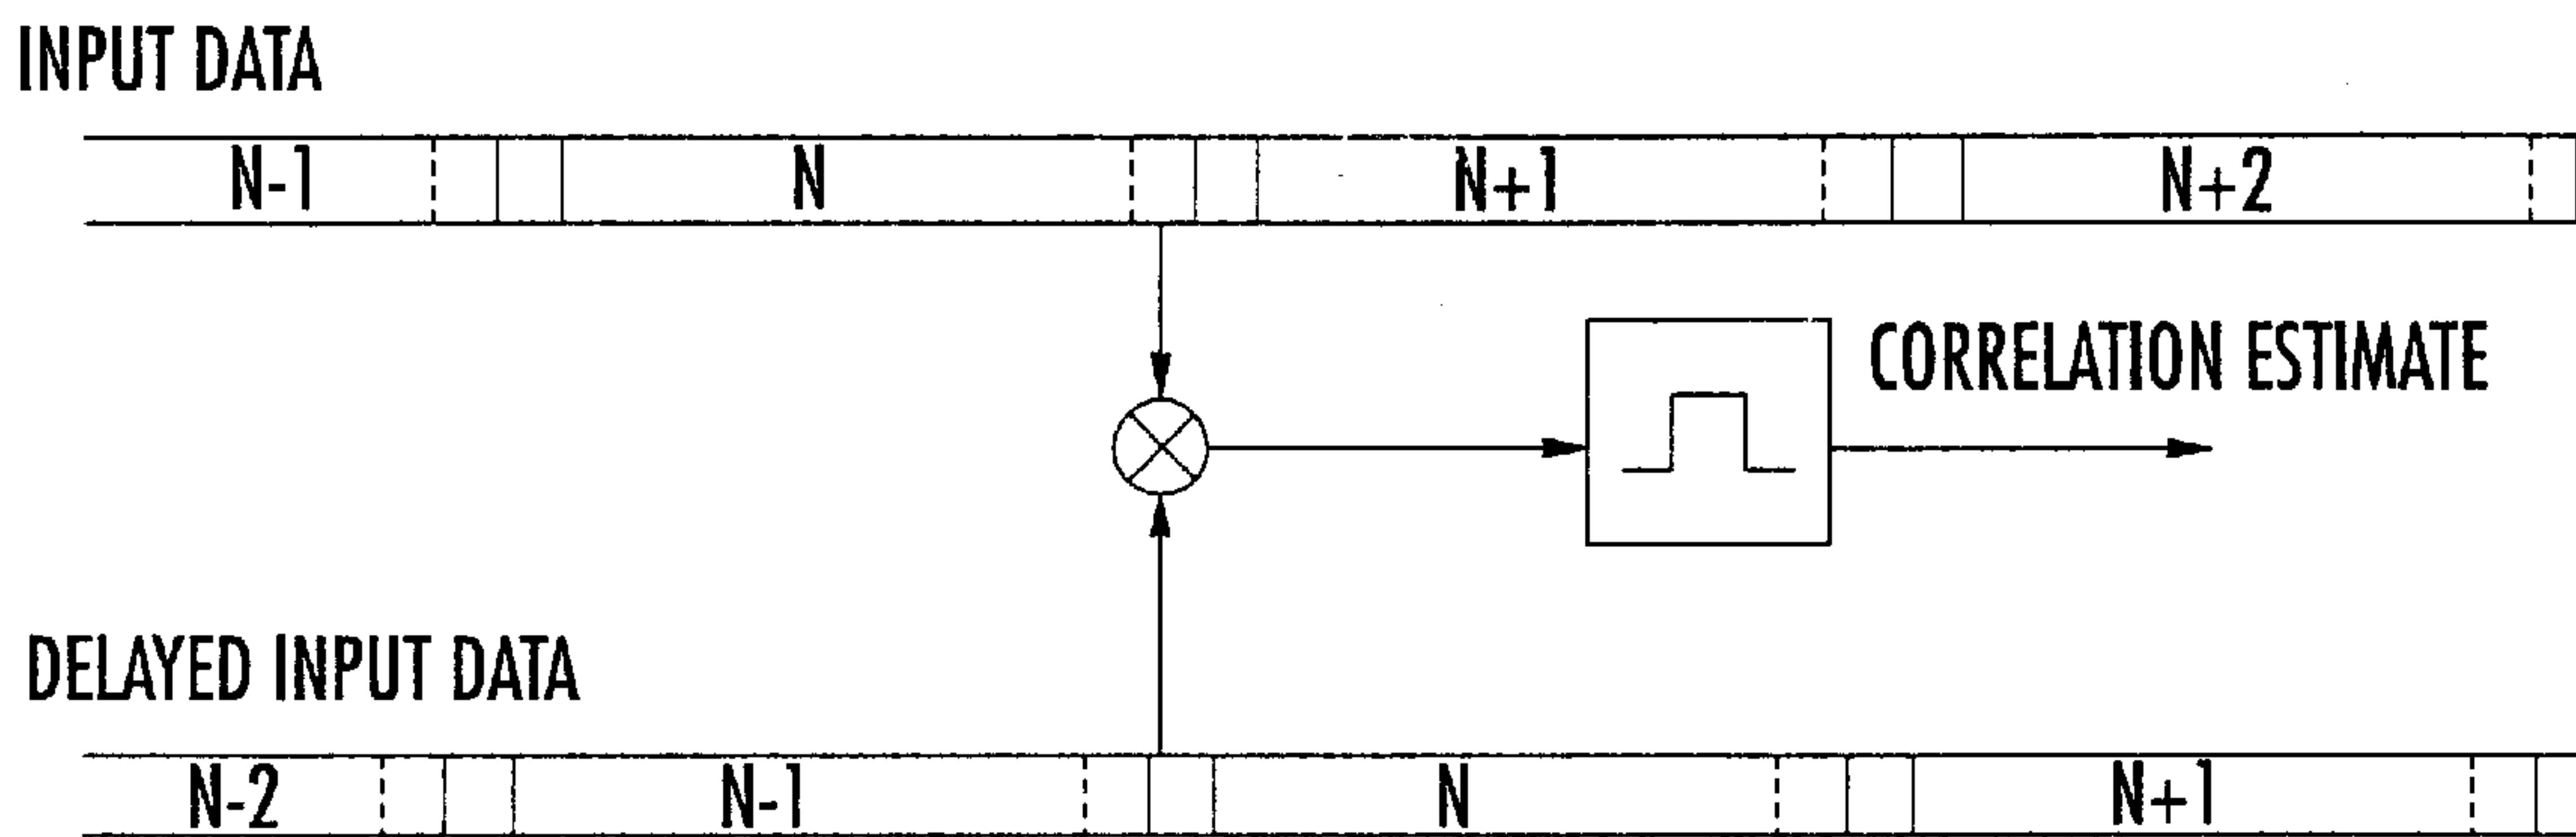 INPUT DATA
N-1 N N+1 N+2
CORRELATION ESTIMATE
DELAYED INPUT DATA
N-2 N-1 N N+1